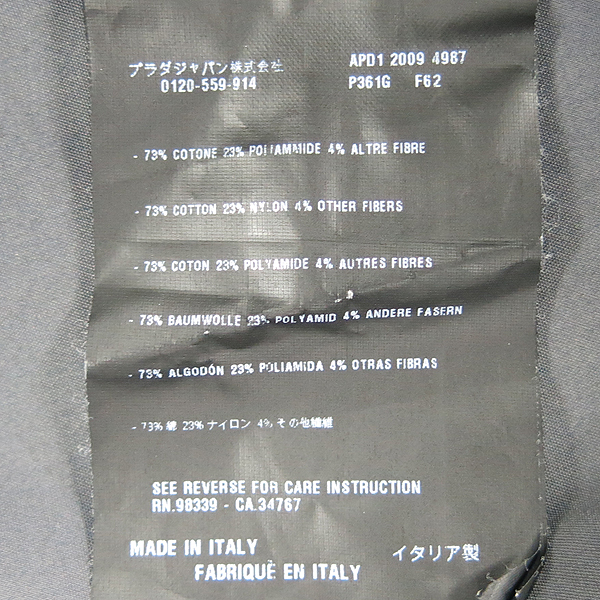 プラダジャパン株式会社 APD1 2009 4987
0120-559-914 P361G F62
- 73% COTONE 23% POLIAMMIDE 4% ALTRE FIBRE
- 73% COTTON 23% NYLON 4% OTHER FIBERS
- 73% COTON 23% POLYAMIDE 4% AUTRES FIBRES
- 73% BAUMWOLLE 23% POLYAMID 4% ANDERE FASERN
- 73% ALGODÓN 23% POLIAMIDA 4% OTRAS FIBRAS
- 73% 綿 23% ナイロン 4% その他繊維
SEE REVERSE FOR CARE INSTRUCTION
RN.98339 - CA.34767
MADE IN ITALY イタリア製
FABRIQUÈ EN ITALY